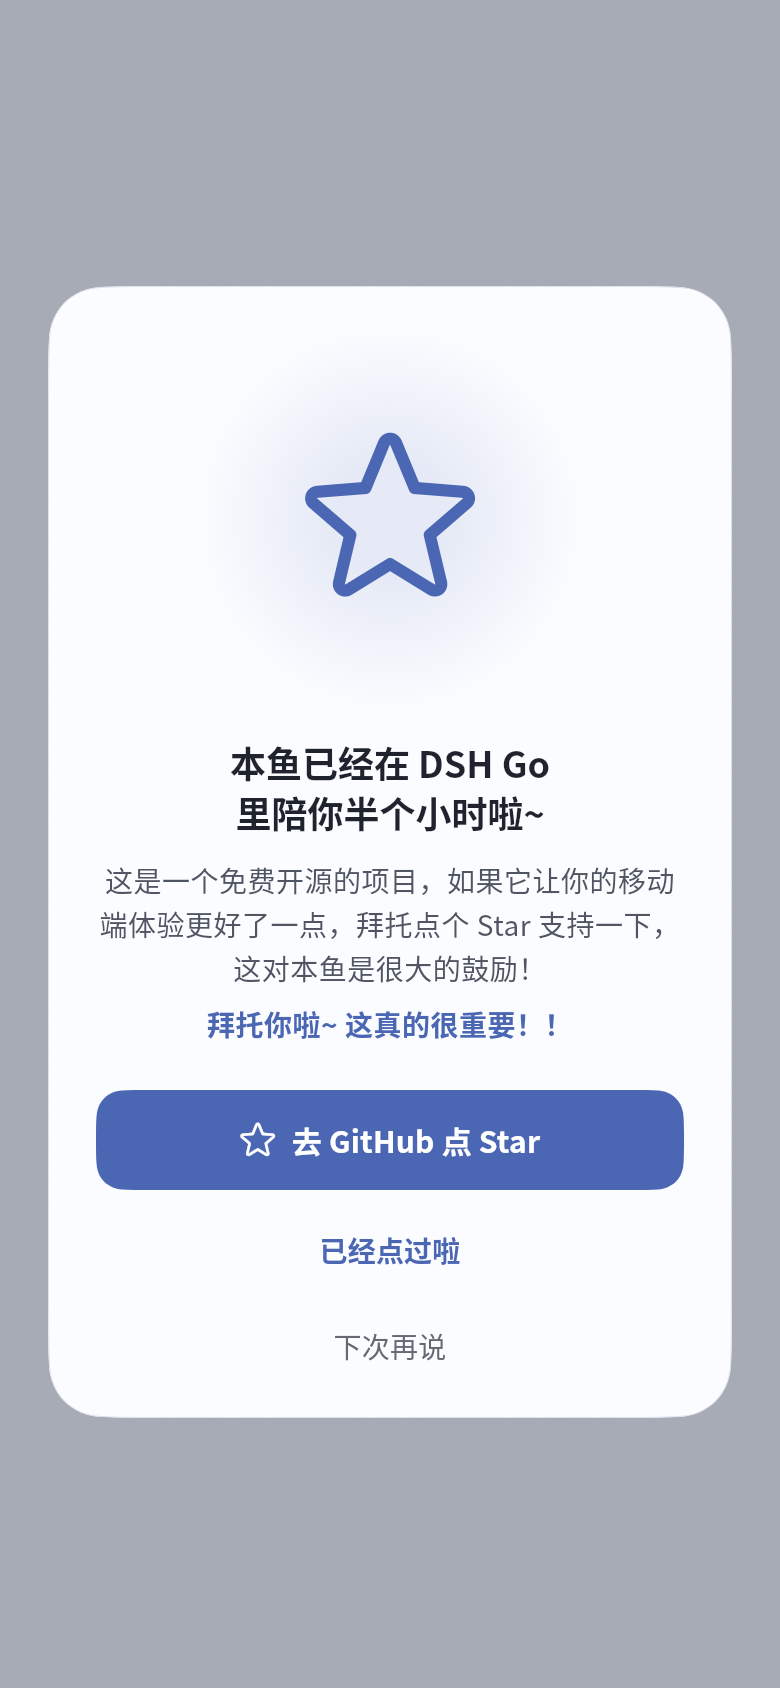 本鱼已经在 DSH Go
里陪你半个小时啦~
这是一个免费开源的项目，如果它让你的移动
端体验更好了一点，拜托点个 Star 支持一下，
这对本鱼是很大的鼓励！
拜托你啦~ 这真的很重要！！
去 GitHub 点 Star
已经点过啦
下次再说